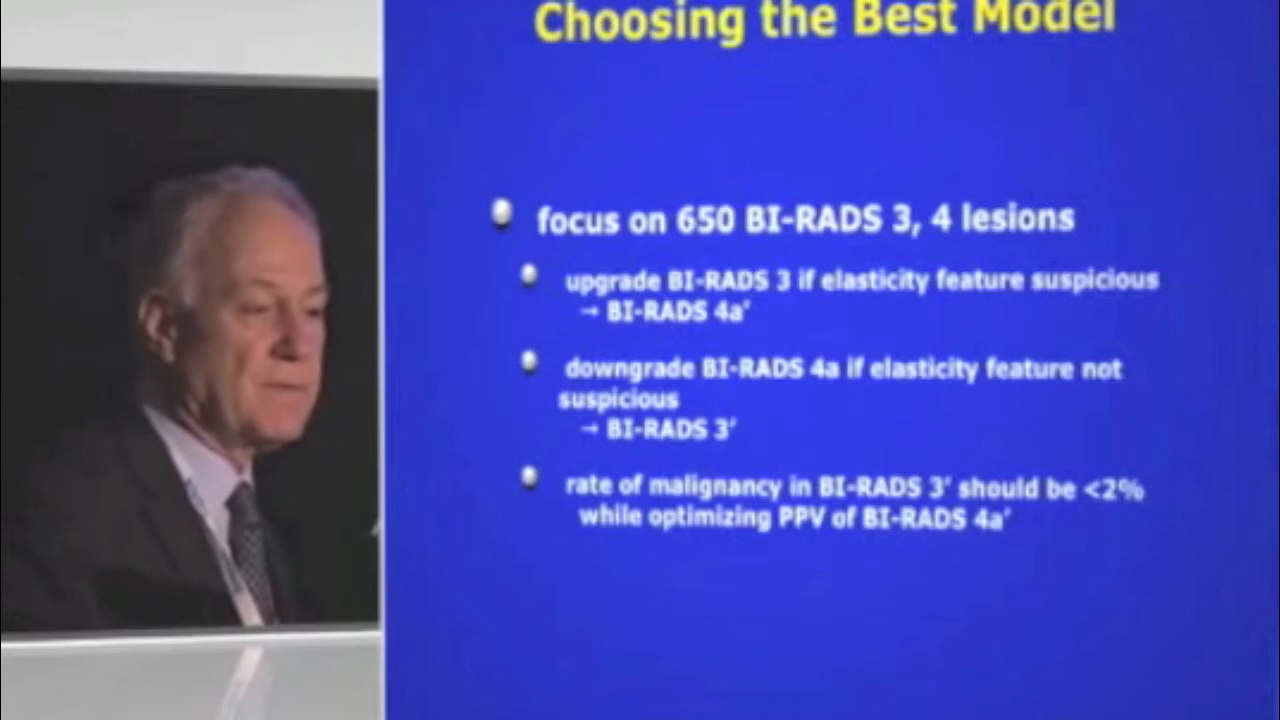 Choosing the Best Model
focus on 650 BI-RADS 3, 4 lesions
upgrade BI-RADS 3 if elasticity feature suspicious
→ BI-RADS 4a′
downgrade BI-RADS 4a if elasticity feature not
suspicious
→ BI-RADS 3′
rate of malignancy in BI-RADS 3′ should be <2%
while optimizing PPV of BI-RADS 4a′